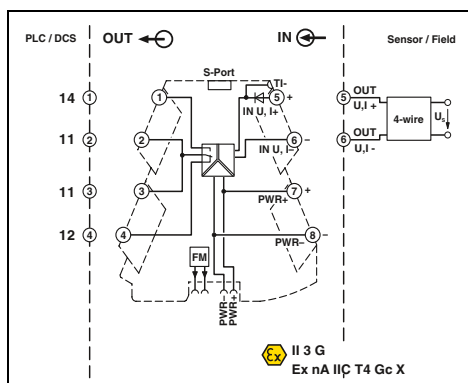 PLC / DCS
OUT
IN
Sensor / Field
S-Port
TI-
14 1
1
5 +
5 OUT
U,I +
IN U, I+
4-wire
Us
11 2
2
6 –
6 OUT
U,I -
IN U, I–
11 3
3
7 +
PWR+
12 4
4
8 –
PWR–
FM
PWR-
PWR+
Ex II 3 G
Ex nA IIC T4 Gc X